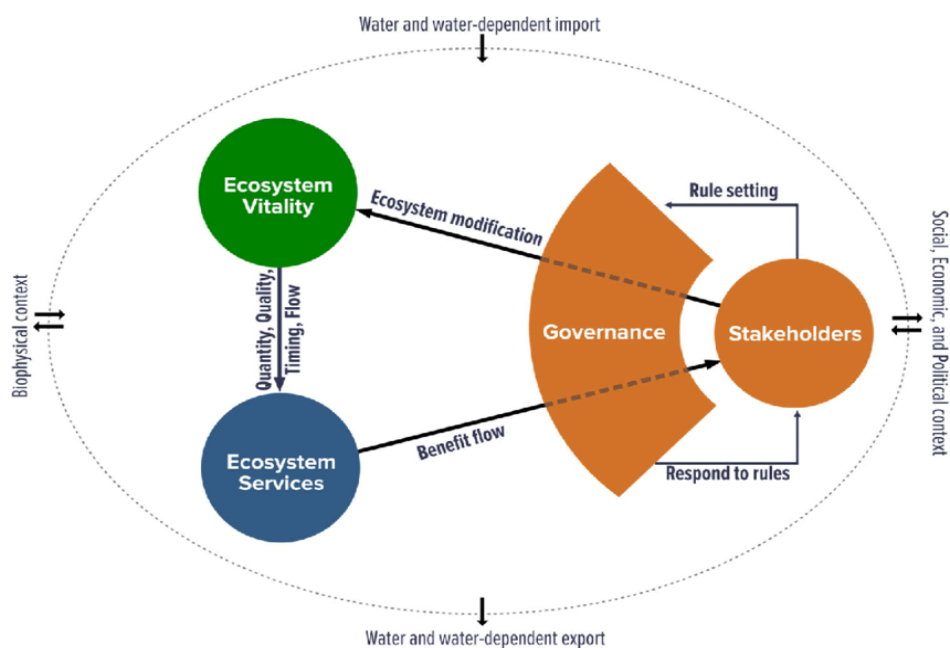 Water and water-dependent import
Ecosystem
Vitality
Ecosystem modification
Rule setting
Biophysical context
Quantity, Quality,
Timing, Flow
Governance
Stakeholders
Social, Economic, and Political context
Ecosystem
Services
Benefit flow
Respond to rules
Water and water-dependent export